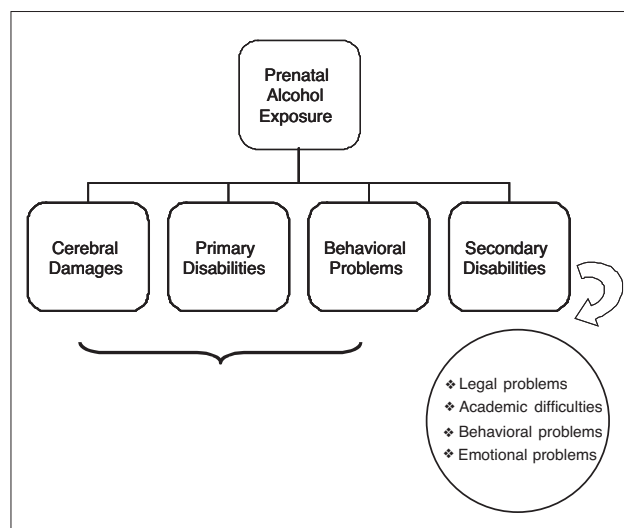 Prenatal
Alcohol
Exposure
Cerebral
Damages
Primary
Disabilities
Behavioral
Problems
Secondary
Disabilities
❖ Legal problems
❖ Academic difficulties
❖ Behavioral problems
❖ Emotional problems